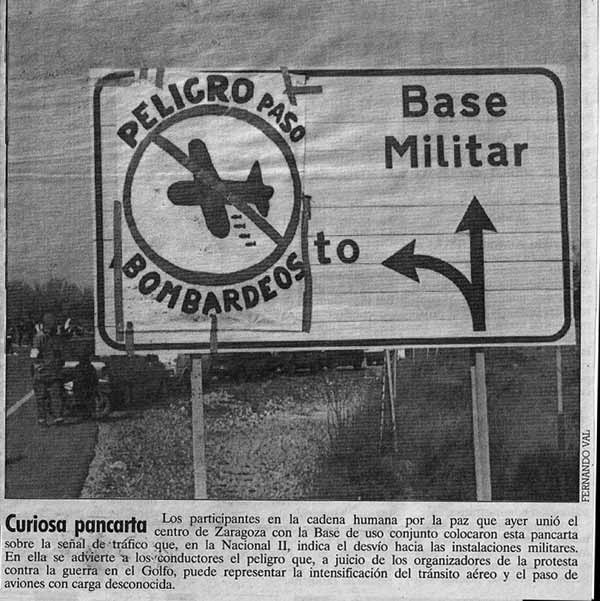 PELIGRO PASO
BOMBARDEOS
to
Base
Militar
FERNANDO VAL
Curiosa pancarta Los participantes en la cadena humana por la paz que ayer unió el
centro de Zaragoza con la Base de uso conjunto colocaron esta pancarta
sobre la señal de tráfico que, en la Nacional II, indica el desvío hacia las instalaciones militares.
En ella se advierte a los conductores el peligro que, a juicio de los organizadores de la protesta
contra la guerra en el Golfo, puede representar la intensificación del tránsito aéreo y el paso de
aviones con carga desconocida.